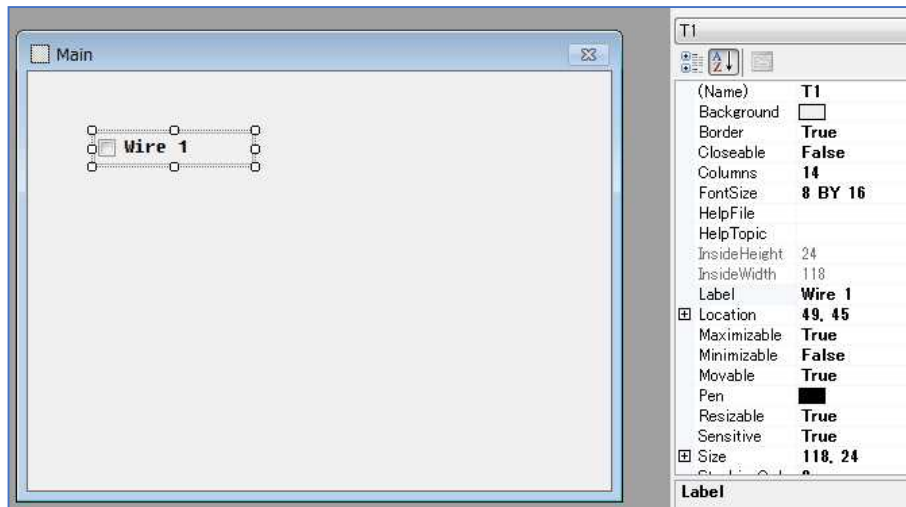 Main
Wire 1
T1
(Name) T1
Background
Border True
Closeable False
Columns 14
FontSize 8 BY 16
HelpFile
HelpTopic
InsideHeight 24
InsideWidth 118
Label Wire 1
Location 49, 45
Maximizable True
Minimizable False
Movable True
Pen
Resizable True
Sensitive True
Size 118, 24
Label